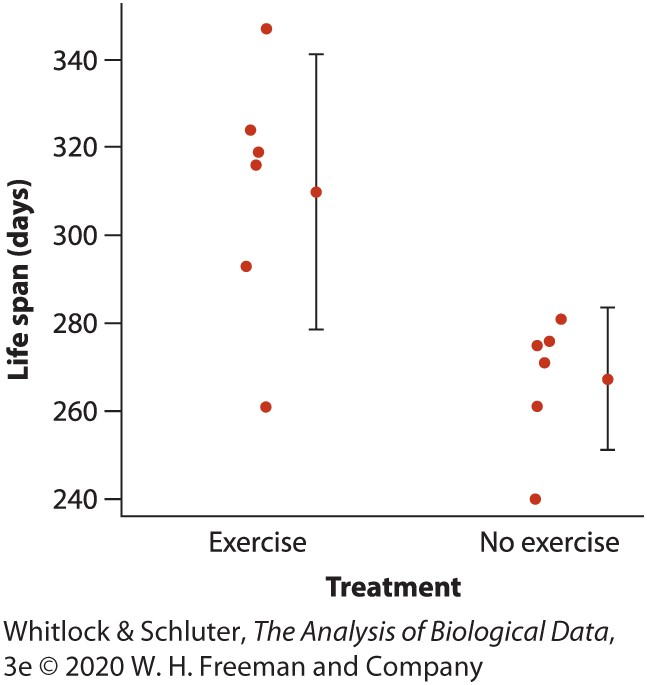 340
320
300
280
260
240
Life span (days)
Exercise
No exercise
Treatment
Whitlock & Schluter, The Analysis of Biological Data,
3e © 2020 W. H. Freeman and Company